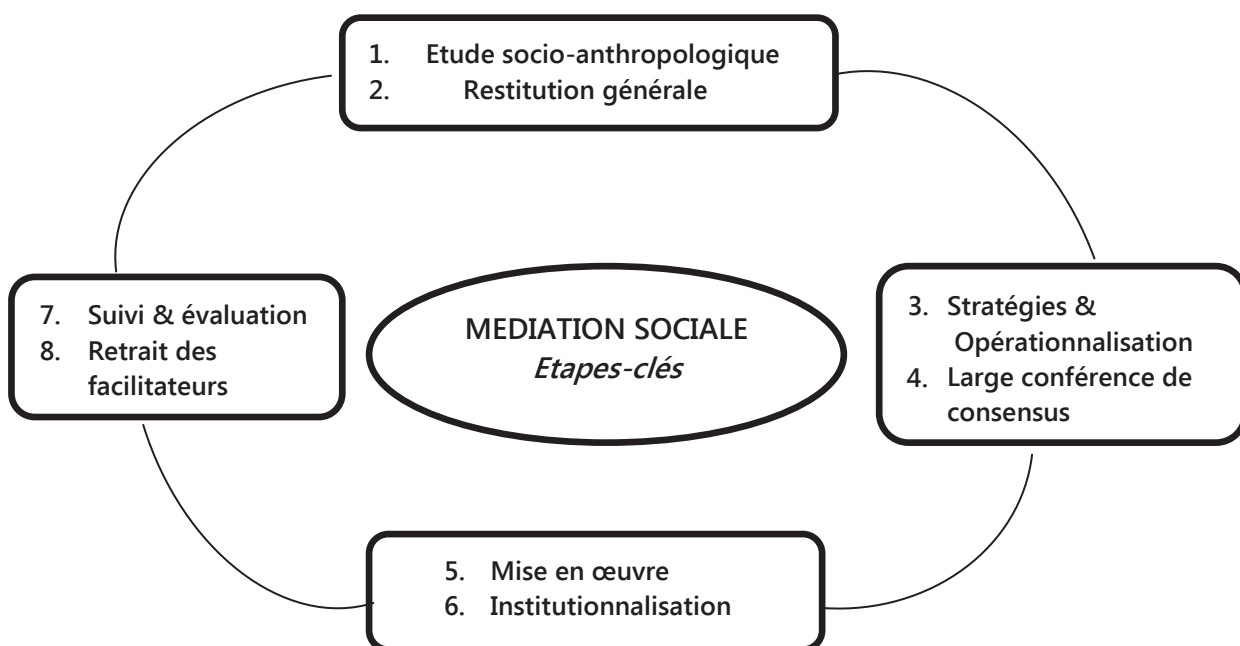 1. Etude socio-anthropologique
2. Restitution générale
MEDIATION SOCIALE
Etapes-clés
3. Stratégies &
Opérationnalisation
4. Large conférence de
consensus
5. Mise en œuvre
6. Institutionnalisation
7. Suivi & évaluation
8. Retrait des
facilitateurs